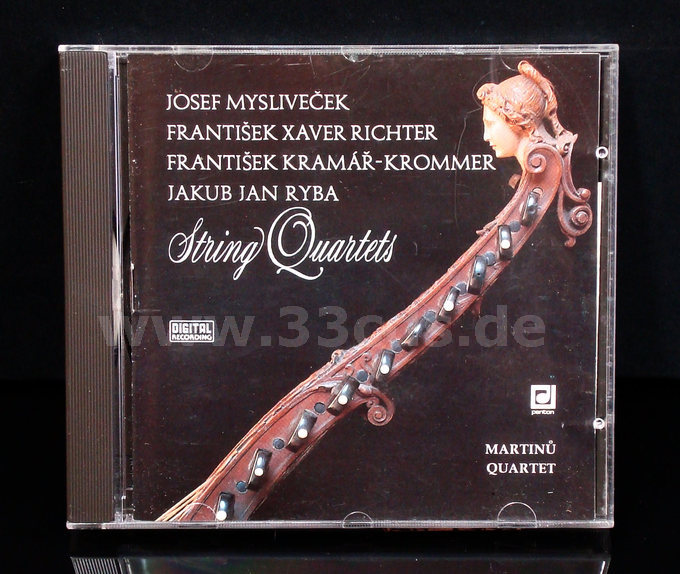 JOSEF MYSLIVEČEK
FRANTIŠEK XAVER RICHTER
FRANTIŠEK KRAMÁŘ-KROMMER
JAKUB JAN RYBA
String Quartets
DIGITAL
RECORDING
www.33cds.de
panton
MARTINŮ
QUARTET